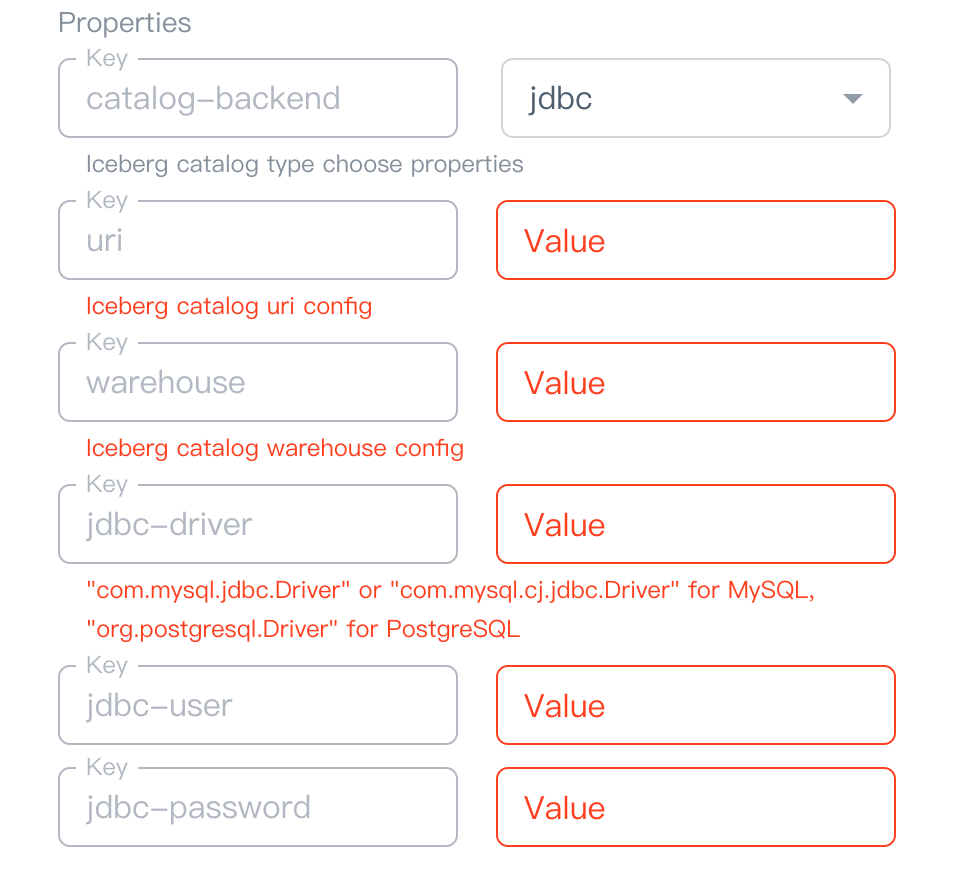 Properties
Key
catalog-backend
jdbc
Iceberg catalog type choose properties
Key
uri
Value
Iceberg catalog uri config
Key
warehouse
Value
Iceberg catalog warehouse config
Key
jdbc-driver
Value
"com.mysql.jdbc.Driver" or "com.mysql.cj.jdbc.Driver" for MySQL,
"org.postgresql.Driver" for PostgreSQL
Key
jdbc-user
Value
Key
jdbc-password
Value